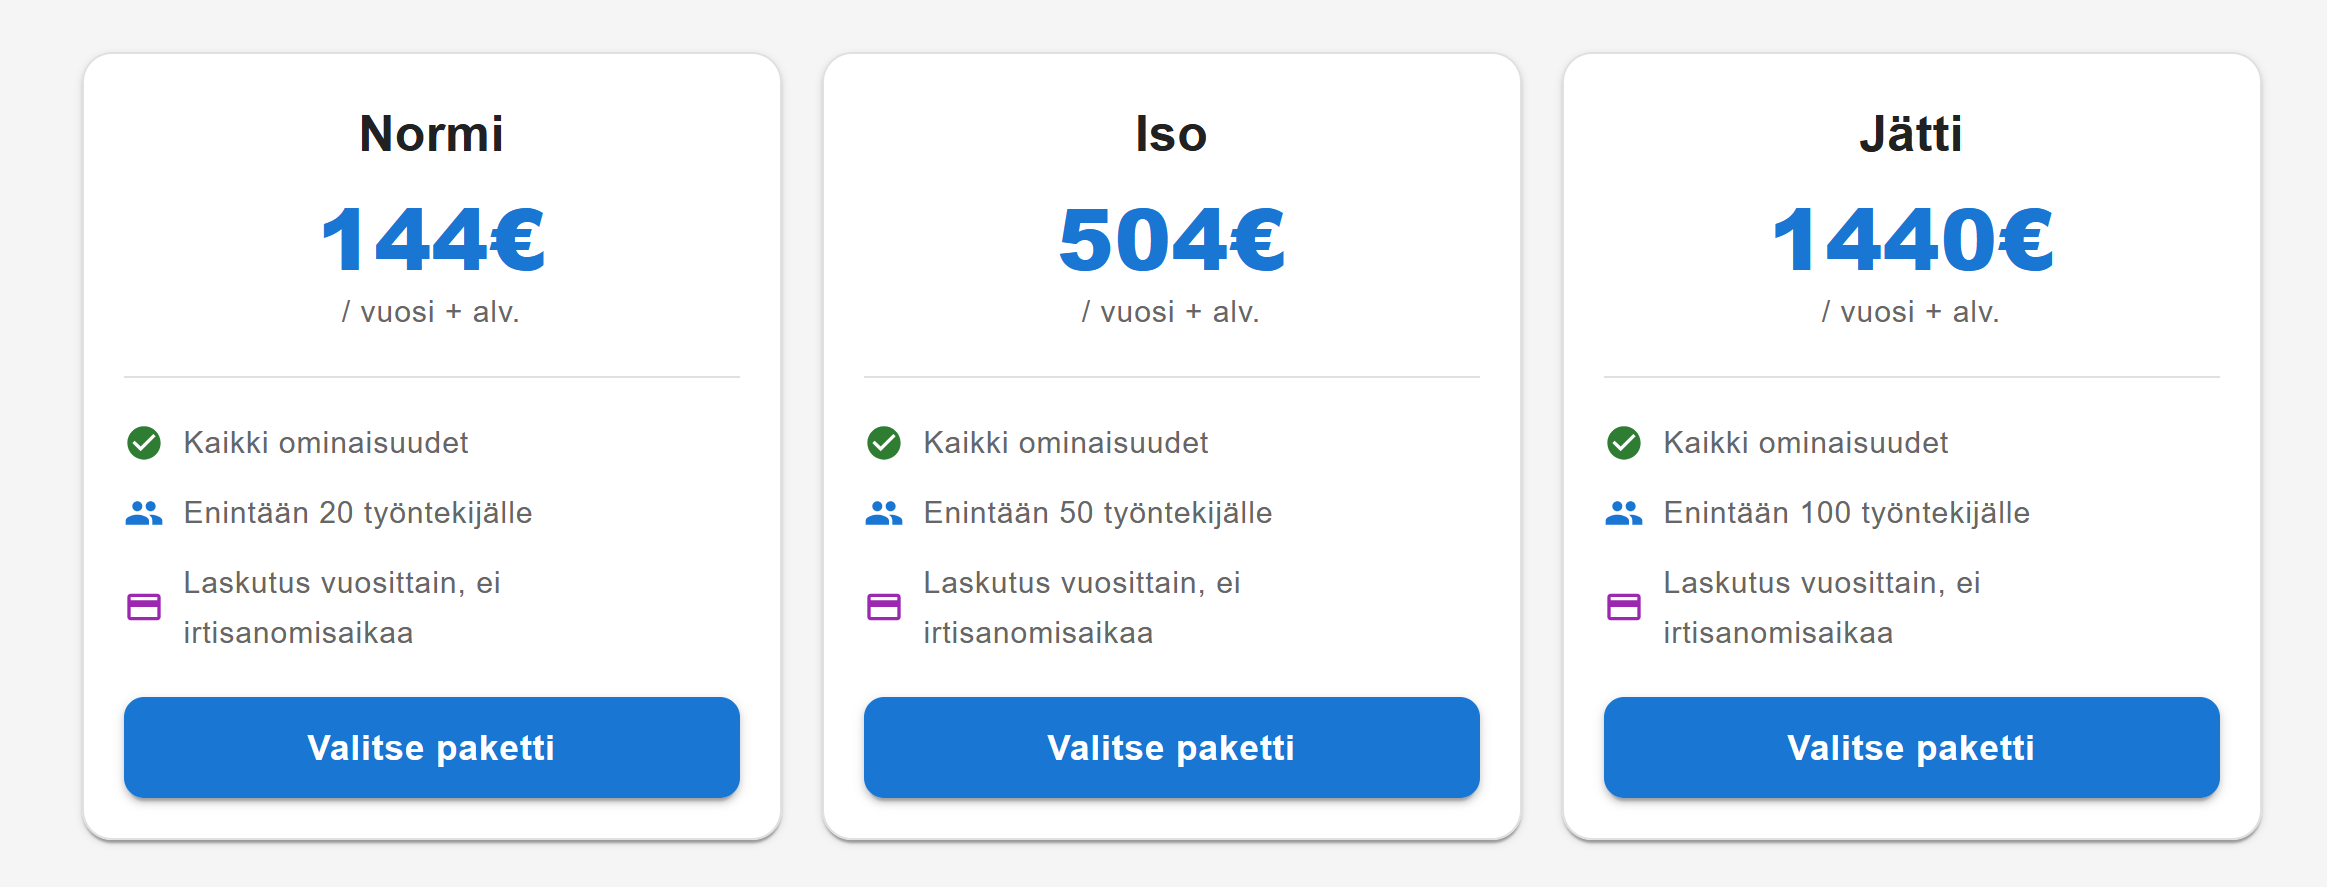 Normi
144€
/ vuosi + alv.
Kaikki ominaisuudet
Enintään 20 työntekijälle
Laskutus vuosittain, ei
irtisanomisaikaa
Valitse paketti
Iso
504€
/ vuosi + alv.
Kaikki ominaisuudet
Enintään 50 työntekijälle
Laskutus vuosittain, ei
irtisanomisaikaa
Valitse paketti
Jätti
1440€
/ vuosi + alv.
Kaikki ominaisuudet
Enintään 100 työntekijälle
Laskutus vuosittain, ei
irtisanomisaikaa
Valitse paketti